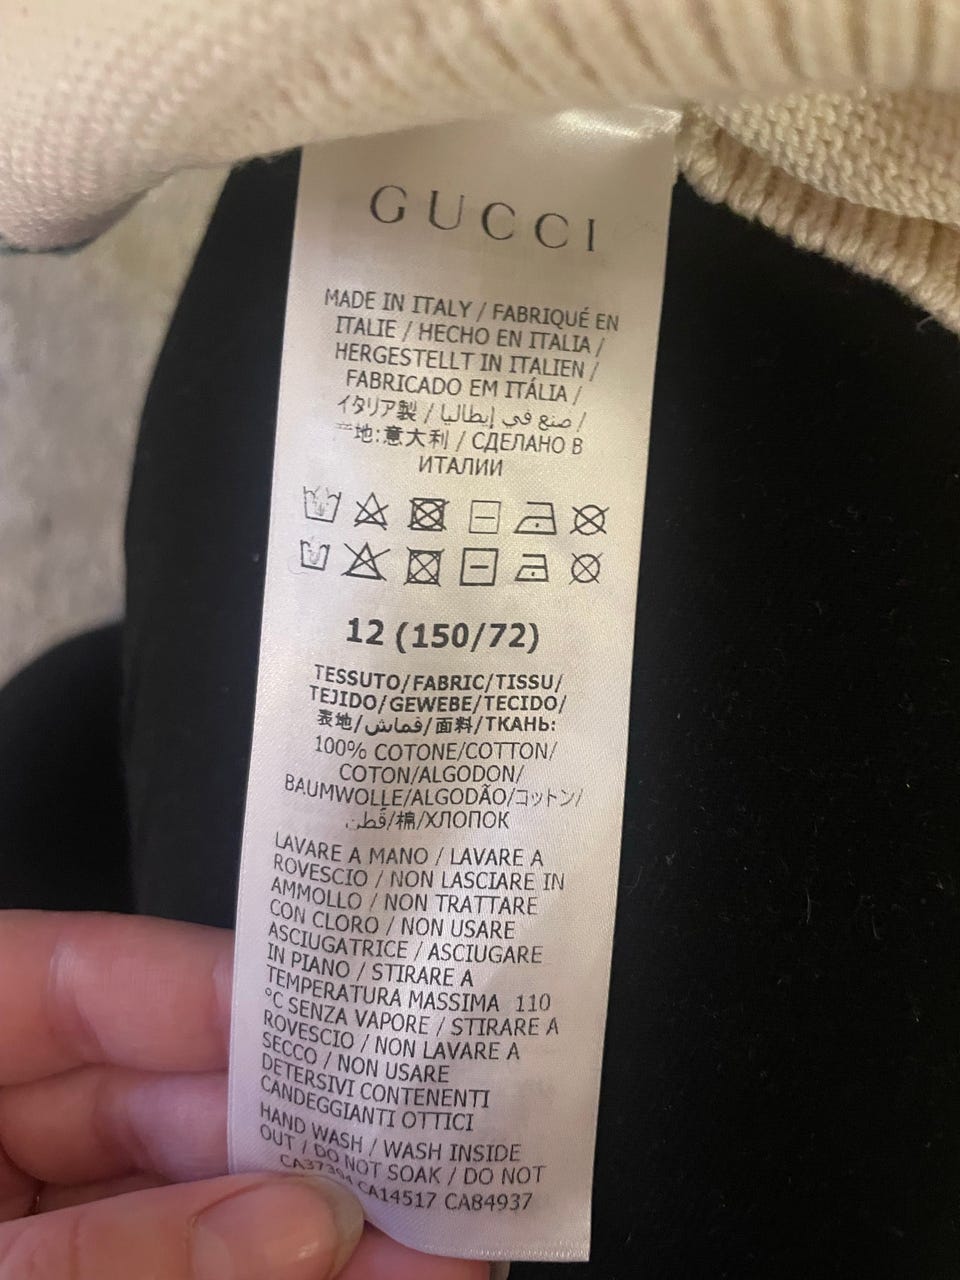 GUCCI
MADE IN ITALY / FABRIQUÉ EN
ITALIE / HECHO EN ITALIA /
HERGESTELLT IN ITALIEN /
FABRICADO EM ITÁLIA /
イタリア製 / صنع في إيطاليا /
地:意大利 / СДЕЛАНО В
ИТАЛИИ
12 (150/72)
TESSUTO/FABRIC/TISSU/
TEJIDO/GEWEBE/TECIDO/
表地/قماش/面料/ТКАНЬ:
100% COTONE/COTTON/
COTON/ALGODON/
BAUMWOLLE/ALGODÃO/コットン/
قطن/棉/ХЛОПОК
LAVARE A MANO / LAVARE A
ROVESCIO / NON LASCIARE IN
AMMOLLO / NON TRATTARE
CON CLORO / NON USARE
ASCIUGATRICE / ASCIUGARE
IN PIANO / STIRARE A
TEMPERATURA MASSIMA 110
°C SENZA VAPORE / STIRARE A
ROVESCIO / NON LAVARE A
SECCO / NON USARE
DETERSIVI CONTENENTI
CANDEGGIANTI OTTICI
HAND WASH / WASH INSIDE
OUT / DO NOT SOAK / DO NOT
CA14517 CA84937